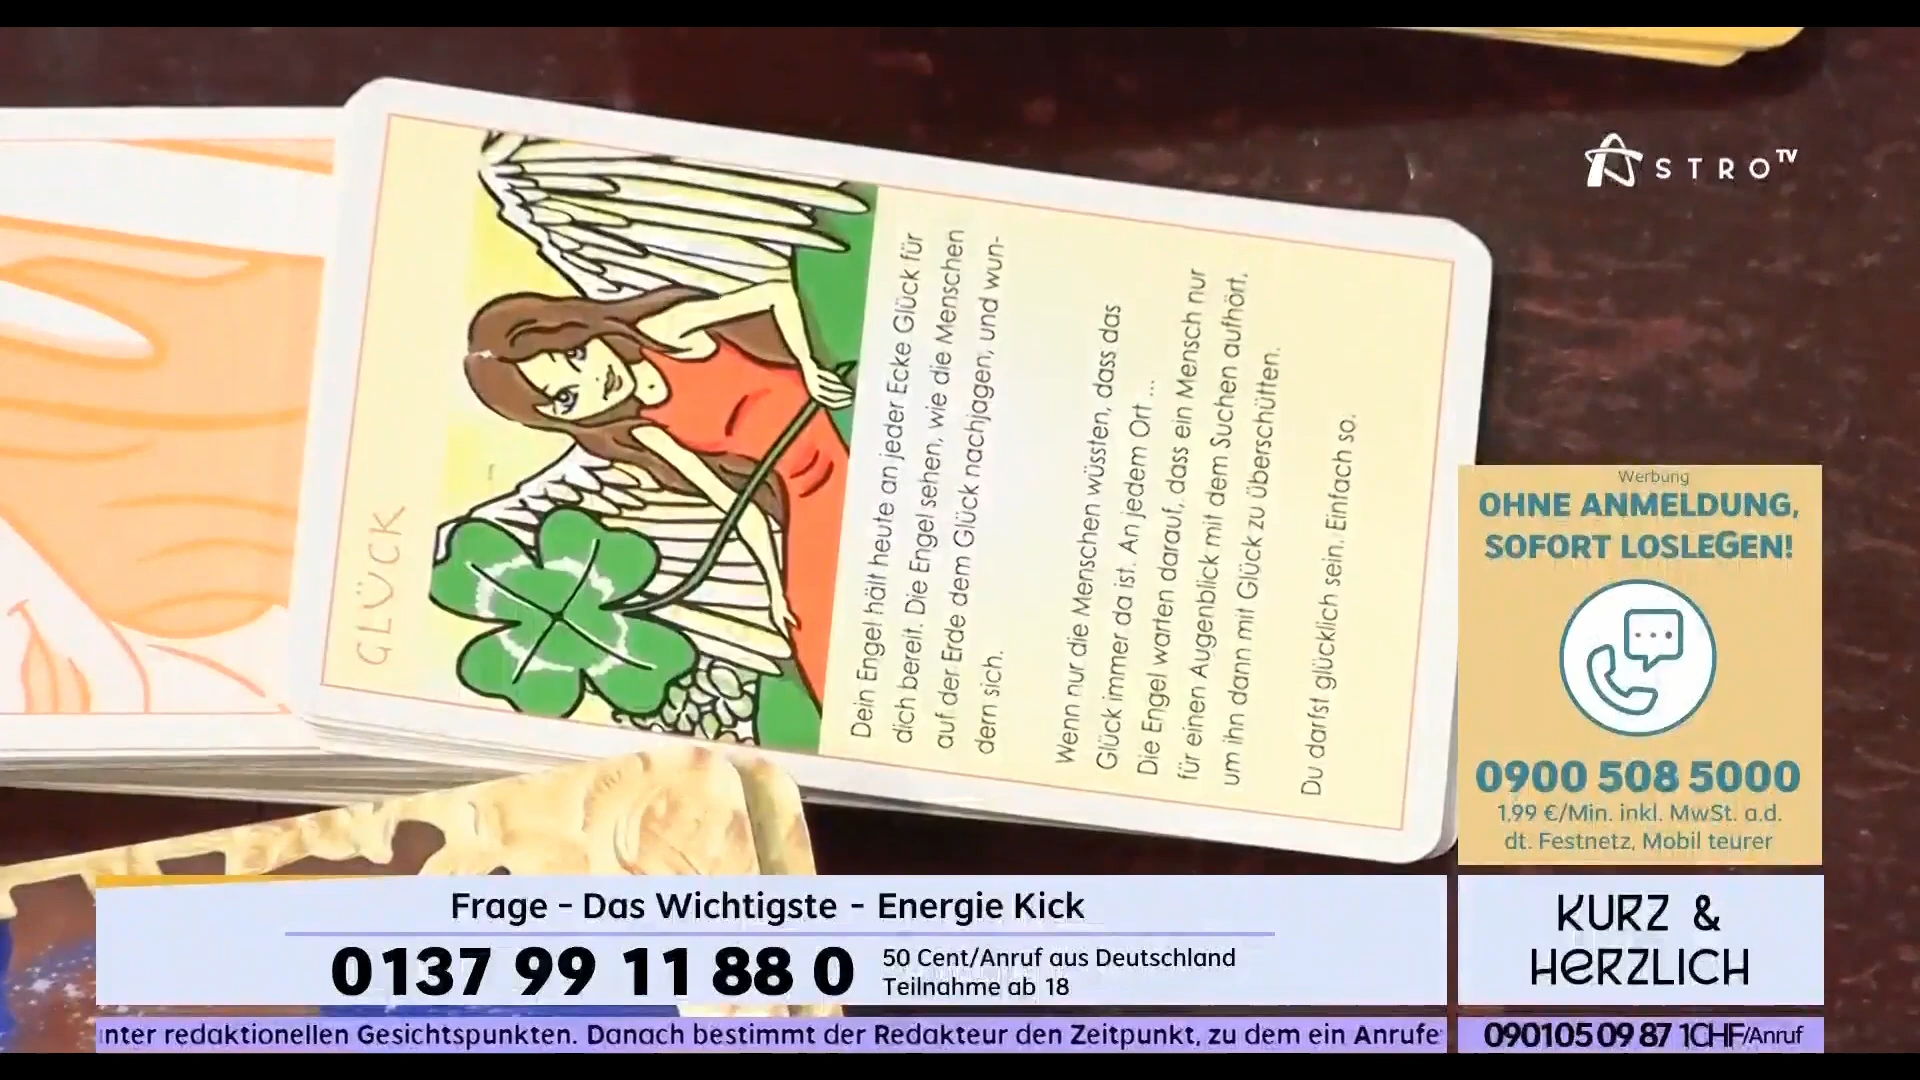 GLÜCK
Dein Engel hält heute an jeder Ecke Glück für
dich bereit. Die Engel sehen, wie die Menschen
auf der Erde dem Glück nachjagen, und wun-
dern sich.
Wenn nur die Menschen wüssten, dass das
Glück immer da ist. An jedem Ort ...
Die Engel warten darauf, dass ein Mensch nur
für einen Augenblick mit dem Suchen aufhört,
um ihn dann mit Glück zu überschütten.
Du darfst glücklich sein. Einfach so.
ASTRO TV
Werbung
OHNE ANMELDUNG,
SOFORT LOSLEGEN!
0900 508 5000
1.99 €/Min. inkl. MwSt. a.d.
dt. Festnetz, Mobil teurer
Frage - Das Wichtigste - Energie Kick
0137 99 11 88 0
50 Cent/Anruf aus Deutschland
Teilnahme ab 18
KURZ &
HERZLICH
nter redaktionellen Gesichtspunkten. Danach bestimmt der Redakteur den Zeitpunkt, zu dem ein Anrufe
090105 09 87 1CHF/Anruf